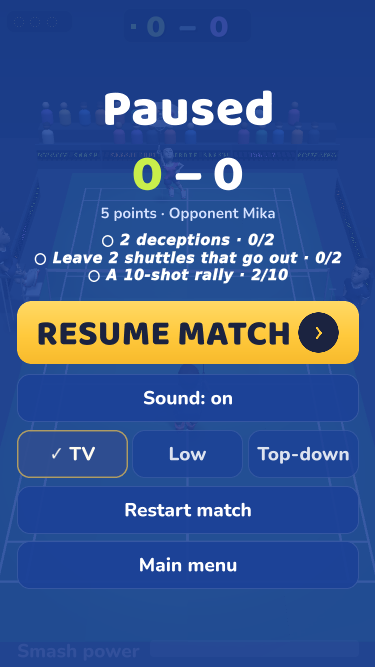 · 0 – 0
Paused
0 – 0
5 points · Opponent Mika
○ 2 deceptions · 0/2
○ Leave 2 shuttles that go out · 0/2
○ A 10-shot rally · 2/10
RESUME MATCH ›
Sound: on
✓ TV Low Top-down
Restart match
Main menu
Smash power